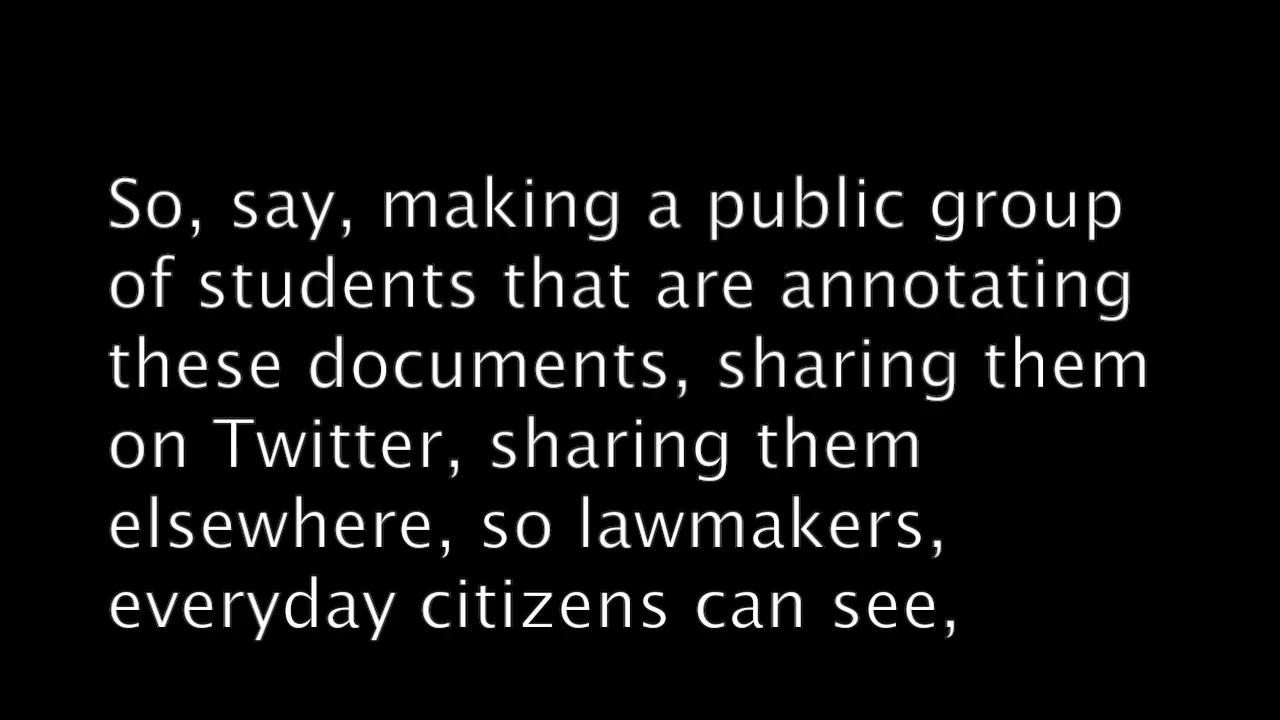 So, say, making a public group
of students that are annotating
these documents, sharing them
on Twitter, sharing them
elsewhere, so lawmakers,
everyday citizens can see,